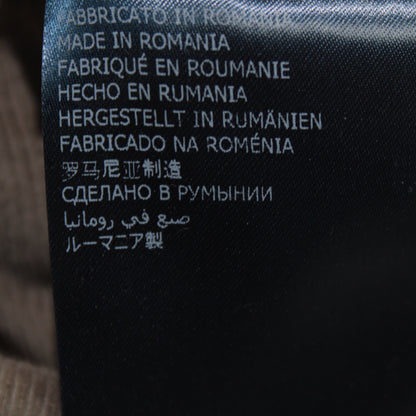 FABBRICATO IN ROMANIA
MADE IN ROMANIA
FABRIQUÉ EN ROUMANIE
HECHO EN RUMANIA
HERGESTELLT IN RUMÄNIEN
FABRICADO NA ROMÉNIA
罗马尼亚制造
СДЕЛАНО В РУМЫНИИ
صنع في رومانيا
ルーマニア製